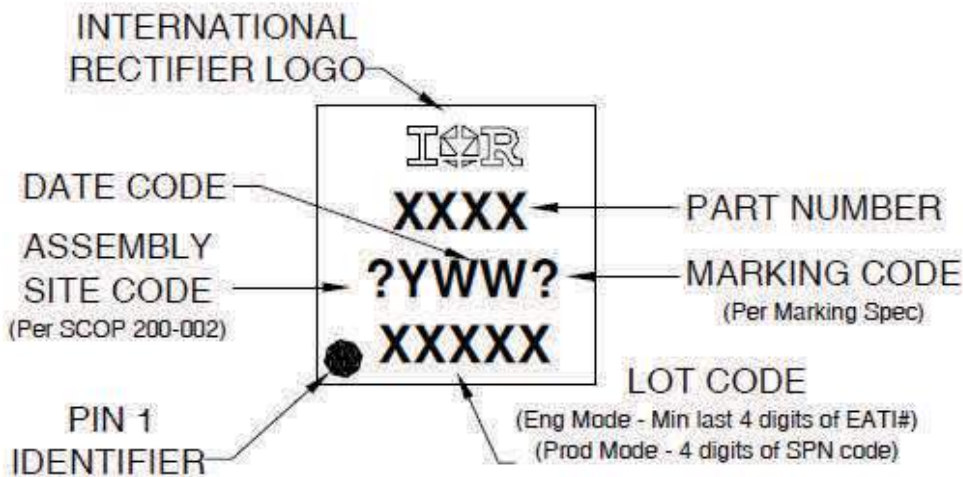 INTERNATIONAL
RECTIFIER LOGO
IOR
DATE CODE
XXXX
PART NUMBER
ASSEMBLY
SITE CODE
(Per SCOP 200-002)
?YWW?
MARKING CODE
(Per Marking Spec)
XXXXX
PIN 1
IDENTIFIER
LOT CODE
(Eng Mode - Min last 4 digits of EATI#)
(Prod Mode - 4 digits of SPN code)